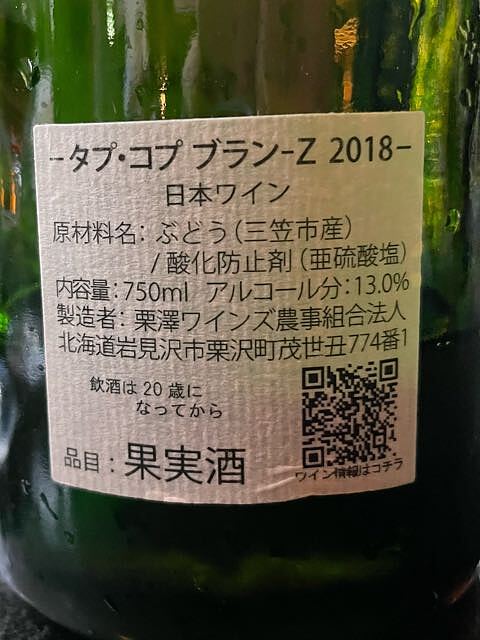 -タプ・コプ ブラン-Z 2018-
日本ワイン
原材料名：ぶどう（三笠市産）
/ 酸化防止剤（亜硫酸塩）
内容量：750ml アルコール分：13.0%
製造者：栗澤ワインズ農事組合法人
北海道岩見沢市栗沢町茂世丑774番1
飲酒は20歳に
なってから
品目：果実酒
ワイン情報はコチラ